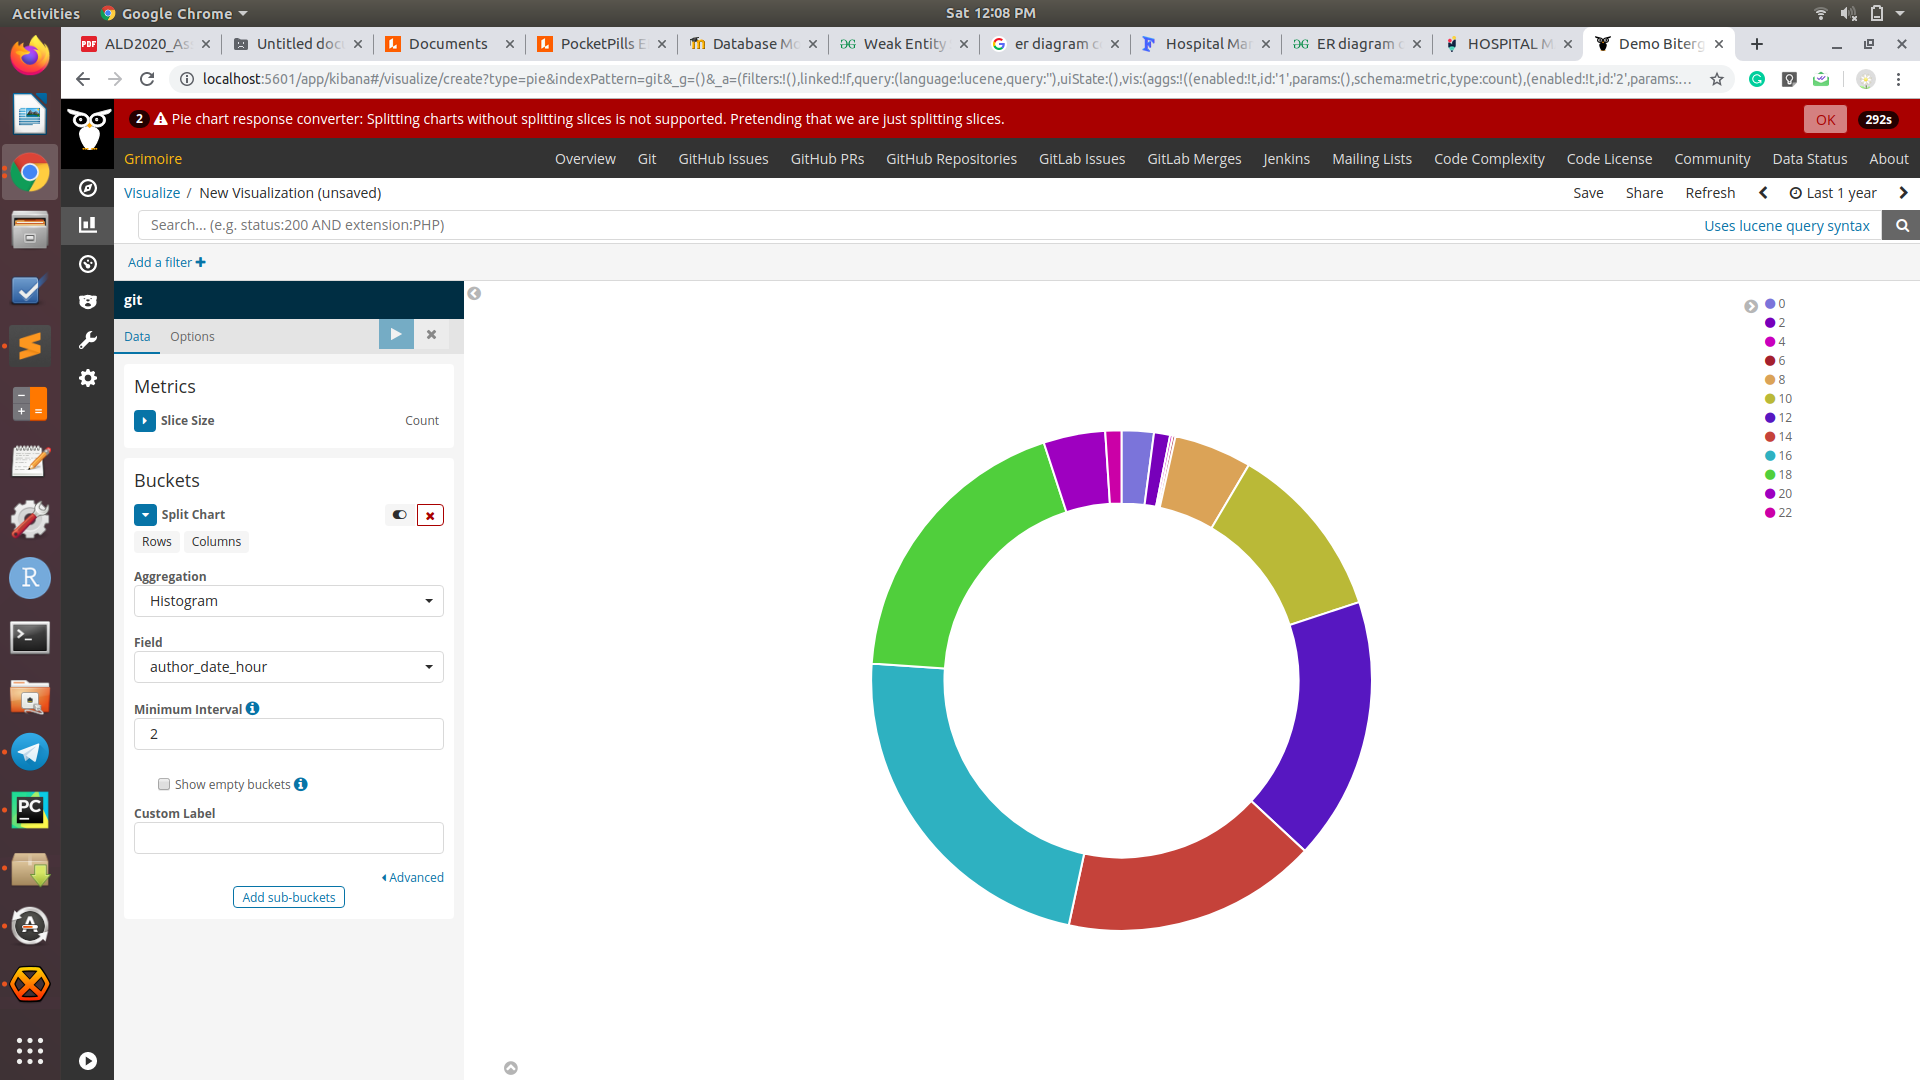 Activities
Google Chrome
Sat 12:08 PM
ALD2020_As
Untitled doc
Documents
PocketPills E
Database Mo
Weak Entity
er diagram c
Hospital Man
ER diagram c
HOSPITAL M
Demo Biterg
localhost:5601/app/kibana#/visualize/create?type=pie&indexPattern=git&_g=()&_a=(filters:!(),linked:!f,query:(language:lucene,query:''),uiState:(),vis:(aggs:!((enabled:!t,id:'1',params:(),schema:metric,type:count),(enabled:!t,id:'2',params:...
2 Pie chart response converter: Splitting charts without splitting slices is not supported. Pretending that we are just splitting slices.
OK
292s
Grimoire
Overview
Git
GitHub Issues
GitHub PRs
GitHub Repositories
GitLab Issues
GitLab Merges
Jenkins
Mailing Lists
Code Complexity
Code License
Community
Data Status
About
Visualize / New Visualization (unsaved)
Save
Share
Refresh
Last 1 year
Search... (e.g. status:200 AND extension:PHP)
Uses lucene query syntax
Add a filter +
git
Data
Options
Metrics
Slice Size
Count
Buckets
Split Chart
Rows
Columns
Aggregation
Histogram
Field
author_date_hour
Minimum Interval
2
Show empty buckets
Custom Label
Advanced
Add sub-buckets
0
2
4
6
8
10
12
14
16
18
20
22
R
PC
A